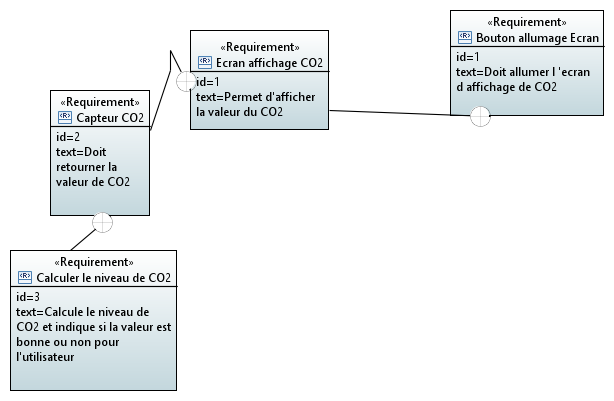 «Requirement»
Bouton allumage Ecran
id=1
text=Doit allumer l 'ecran
d affichage de CO2
«Requirement»
Ecran affichage CO2
id=1
text=Permet d'afficher
la valeur du CO2
«Requirement»
Capteur CO2
id=2
text=Doit
retourner la
valeur de CO2
«Requirement»
Calculer le niveau de CO2
id=3
text=Calcule le niveau de
CO2 et indique si la valeur est
bonne ou non pour
l'utilisateur